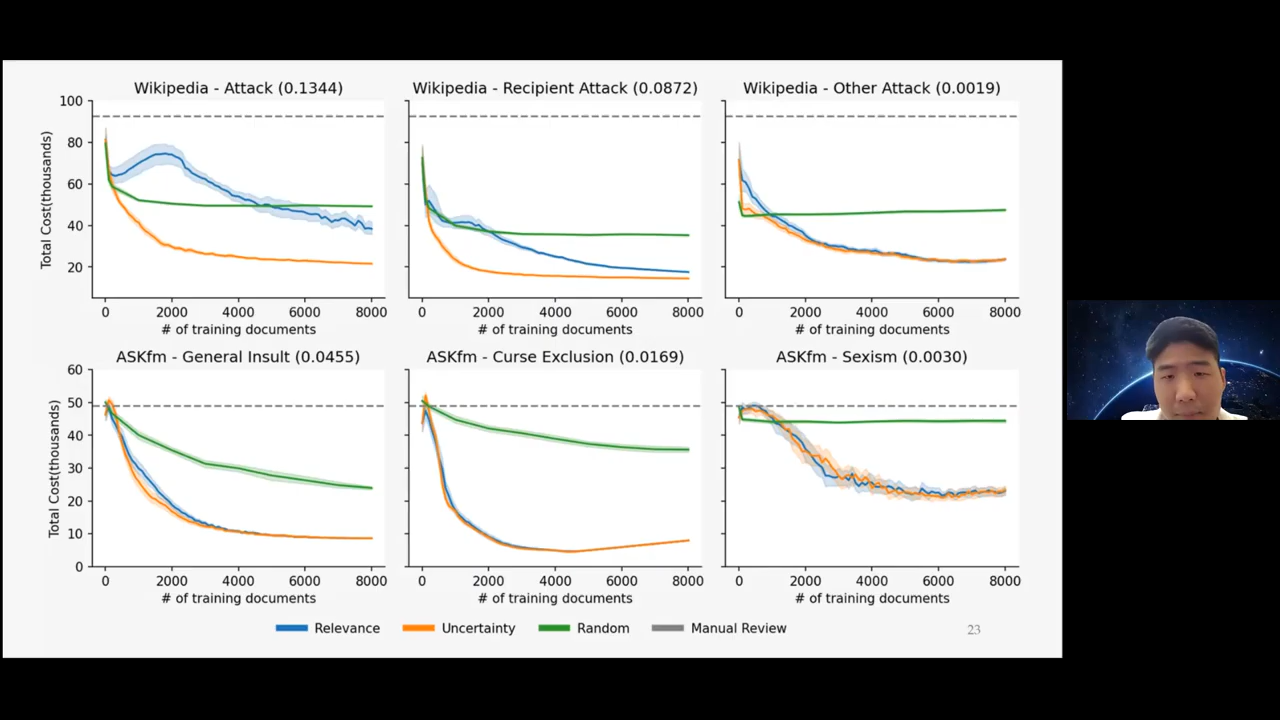 Wikipedia - Attack (0.1344)
Wikipedia - Recipient Attack (0.0872)
Wikipedia - Other Attack (0.0019)
Total Cost(thousands)
100
80
60
40
20
0 2000 4000 6000 8000
0 2000 4000 6000 8000
0 2000 4000 6000 8000
# of training documents
# of training documents
# of training documents
ASKfm - General Insult (0.0455)
ASKfm - Curse Exclusion (0.0169)
ASKfm - Sexism (0.0030)
Total Cost(thousands)
60
50
40
30
20
10
0
0 2000 4000 6000 8000
0 2000 4000 6000 8000
0 2000 4000 6000 8000
# of training documents
# of training documents
# of training documents
Relevance Uncertainty Random Manual Review
23